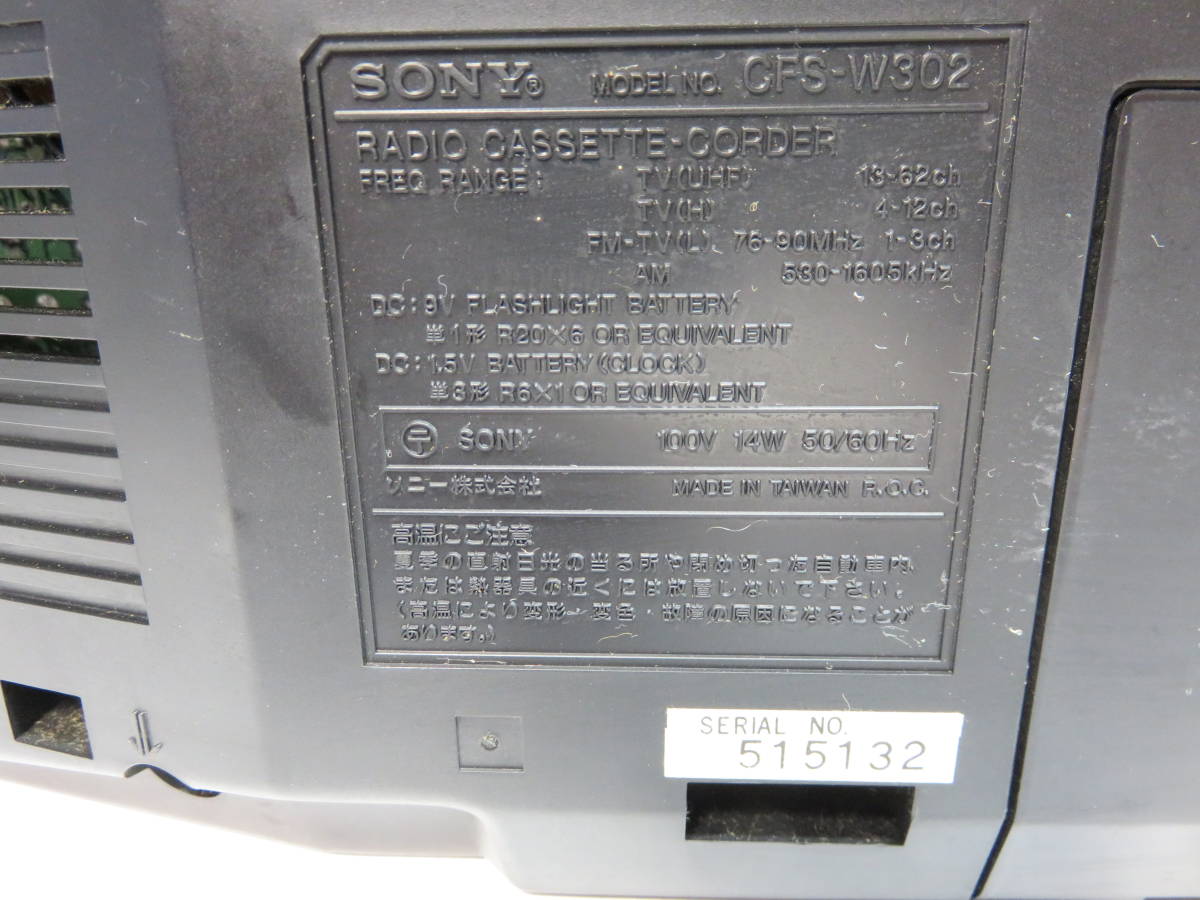 SONY® MODEL NO. CFS-W302
RADIO CASSETTE-CORDER
FREQ RANGE: TV(UHF) 13-62ch
TV(H) 4-12ch
FM-TV(L) 76-90MHz 1-3ch
AM 530-1605kHz
DC: 9V FLASHLIGHT BATTERY
単1形 R20×6 OR EQUIVALENT
DC: 1.5V BATTERY (CLOCK)
単3形 R6×1 OR EQUIVALENT
〒 SONY 100V 14W 50/60Hz
ソニー株式会社 MADE IN TAIWAN R.O.C.
高温にご注意
夏季の直射日光の当る所や閉め切った自動車内、
または熱器具の近くには放置しないで下さい。
(高温により変形・変色・故障の原因になることが
あります。)
SERIAL NO.
515132